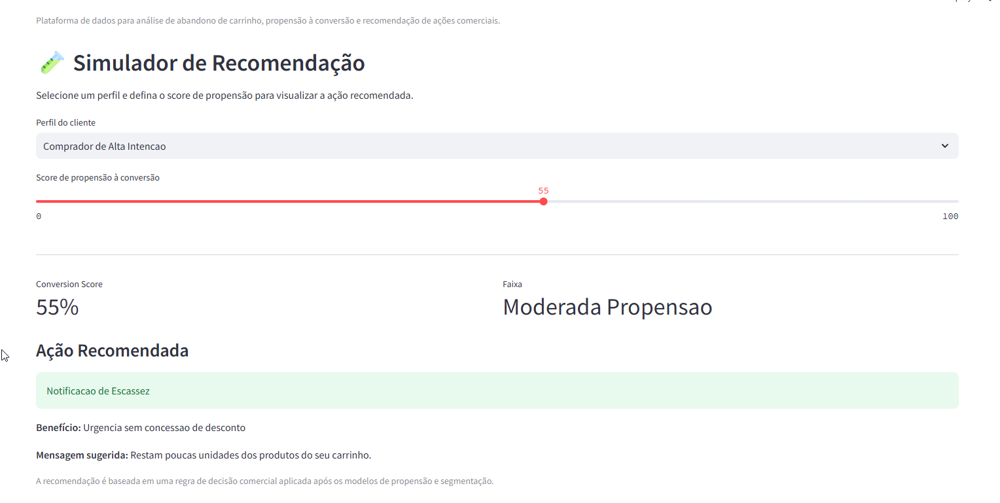 Plataforma de dados para análise de abandono de carrinho, propensão à conversão e recomendação de ações comerciais.
Simulador de Recomendação
Selecione um perfil e defina o score de propensão para visualizar a ação recomendada.
Perfil do cliente
Comprador de Alta Intencao
Score de propensão à conversão
55
0
100
Conversion Score
Faixa
55%
Moderada Propensao
Ação Recomendada
Notificacao de Escassez
Benefício: Urgencia sem concessao de desconto
Mensagem sugerida: Restam poucas unidades dos produtos do seu carrinho.
A recomendação é baseada em uma regra de decisão comercial aplicada após os modelos de propensão e segmentação.